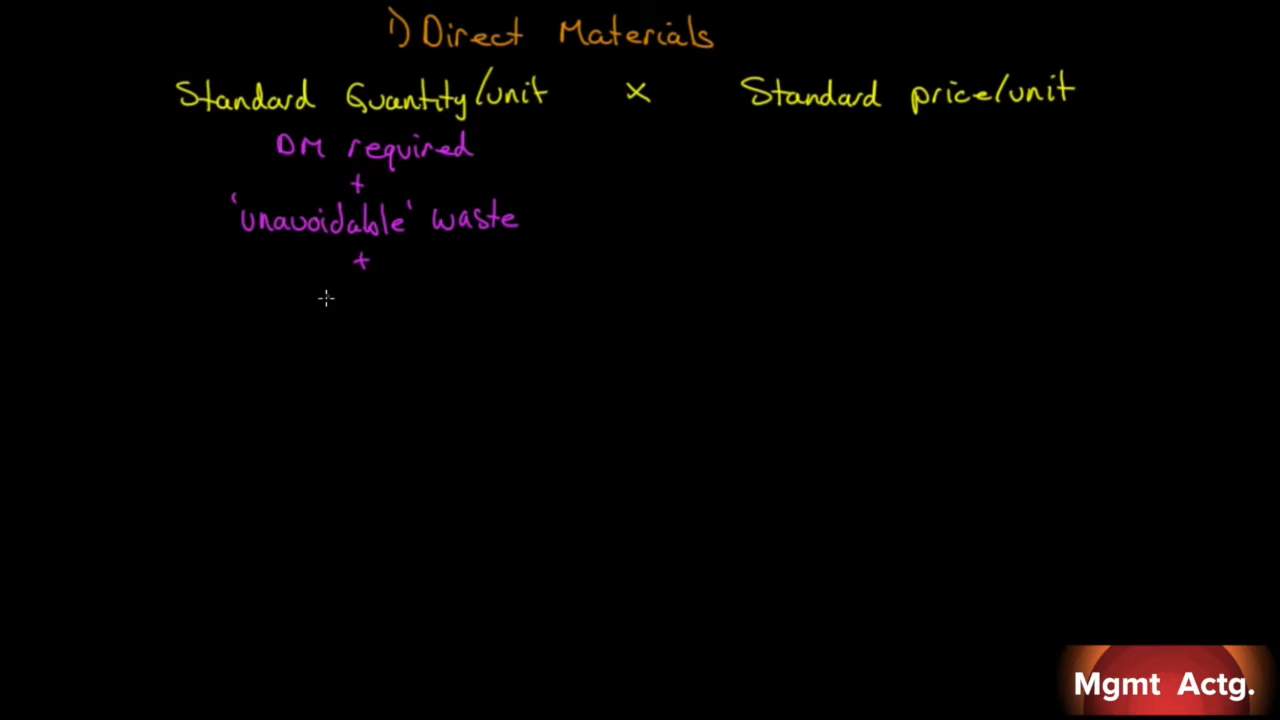 1) Direct Materials
Standard Quantity/unit × Standard price/unit
DM required
+
'unavoidable' waste
+
Mgmt Actg.